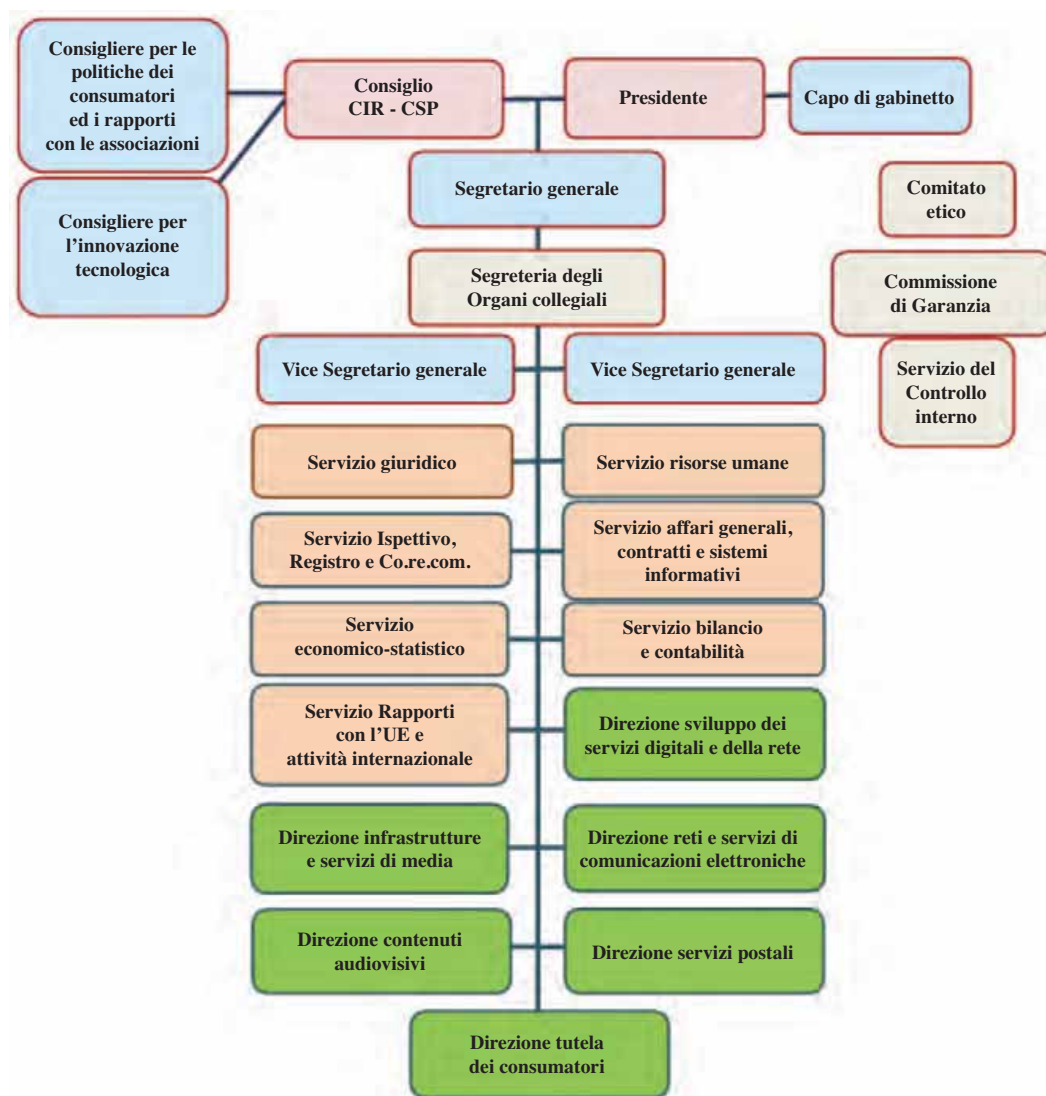 Consigliere per le
politiche dei
consumatori
ed i rapporti
con le associazioni
Consiglio
CIR - CSP
Presidente
Capo di gabinetto
Consigliere per
l'innovazione
tecnologica
Segretario generale
Comitato
etico
Segreteria degli
Organi collegiali
Commissione
di Garanzia
Vice Segretario generale
Vice Segretario generale
Servizio del
Controllo
interno
Servizio giuridico
Servizio risorse umane
Servizio Ispettivo,
Registro e Co.re.com.
Servizio affari generali,
contratti e sistemi
informativi
Servizio
economico-statistico
Servizio bilancio
e contabilità
Servizio Rapporti
con l'UE e
attività internazionale
Direzione sviluppo dei
servizi digitali e della rete
Direzione infrastrutture
e servizi di media
Direzione reti e servizi di
comunicazioni elettroniche
Direzione contenuti
audiovisivi
Direzione servizi postali
Direzione tutela
dei consumatori